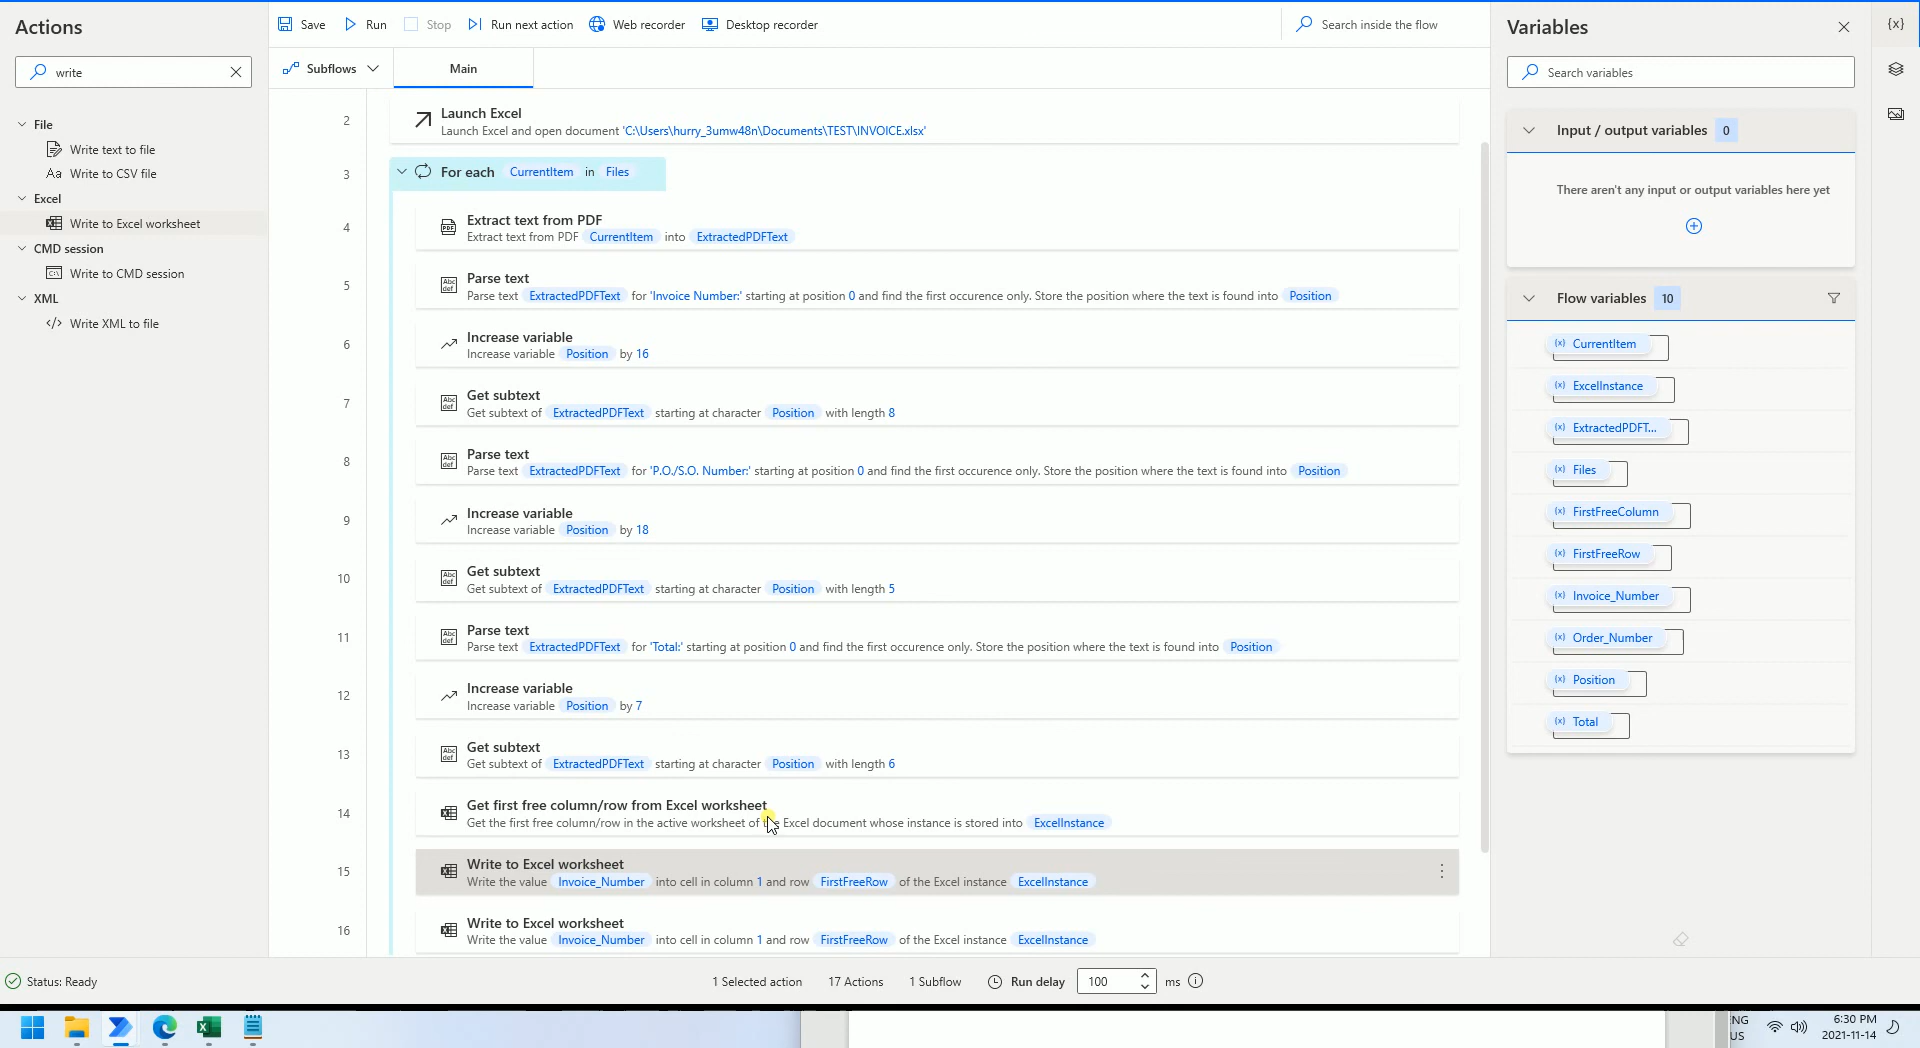 Actions
write
File
Write text to file
Aa Write to CSV file
Excel
Write to Excel worksheet
CMD session
Write to CMD session
XML
Write XML to file
Save
Run
Stop
Run next action
Web recorder
Desktop recorder
Search inside the flow
Subflows
Main
2
Launch Excel
Launch Excel and open document 'C:\Users\hurry_3umw48n\Documents\TEST\INVOICE.xlsx'
3
For each CurrentItem in Files
4
Extract text from PDF
Extract text from PDF CurrentItem into ExtractedPDFText
5
Parse text
Parse text ExtractedPDFText for 'Invoice Number:' starting at position 0 and find the first occurence only. Store the position where the text is found into Position
6
Increase variable
Increase variable Position by 16
7
Get subtext
Get subtext of ExtractedPDFText starting at character Position with length 8
8
Parse text
Parse text ExtractedPDFText for 'P.O./S.O. Number:' starting at position 0 and find the first occurence only. Store the position where the text is found into Position
9
Increase variable
Increase variable Position by 18
10
Get subtext
Get subtext of ExtractedPDFText starting at character Position with length 5
11
Parse text
Parse text ExtractedPDFText for 'Total:' starting at position 0 and find the first occurence only. Store the position where the text is found into Position
12
Increase variable
Increase variable Position by 7
13
Get subtext
Get subtext of ExtractedPDFText starting at character Position with length 6
14
Get first free column/row from Excel worksheet
Get the first free column/row in the active worksheet of the Excel document whose instance is stored into ExcelInstance
15
Write to Excel worksheet
Write the value Invoice_Number into cell in column 1 and row FirstFreeRow of the Excel instance ExcelInstance
16
Write to Excel worksheet
Write the value Invoice_Number into cell in column 1 and row FirstFreeRow of the Excel instance ExcelInstance
Variables
{x}
Search variables
Input / output variables 0
There aren't any input or output variables here yet
Flow variables 10
(x) CurrentItem
(x) ExcelInstance
(x) ExtractedPDFT...
(x) Files
(x) FirstFreeColumn
(x) FirstFreeRow
(x) Invoice_Number
(x) Order_Number
(x) Position
(x) Total
Status: Ready
1 Selected action
17 Actions
1 Subflow
Run delay
100
ms
NG
US
6:30 PM
2021-11-14